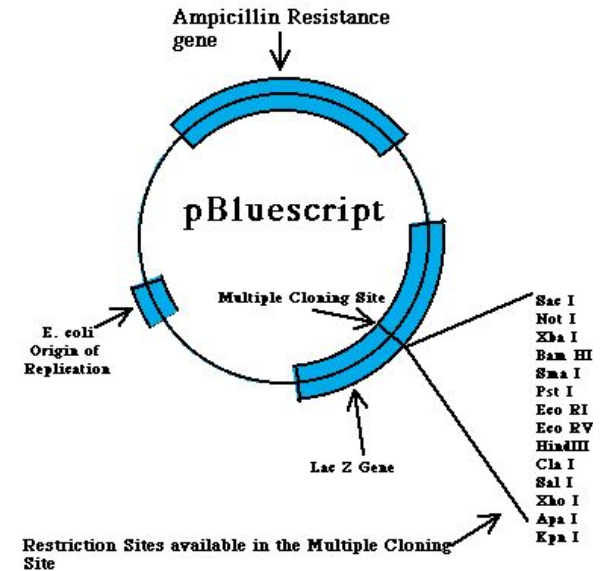 Ampicillin Resistance
gene
pBluescript
Multiple Cloning Site
E. coli
Origin of
Replication
Lac Z Gene
Sac I
Not I
Xba I
Bam HI
Sma I
Pst I
Eco RI
Eco RV
HindIII
Cla I
Sal I
Xho I
Apa I
Kpn I
Restriction Sites available in the Multiple Cloning
Site